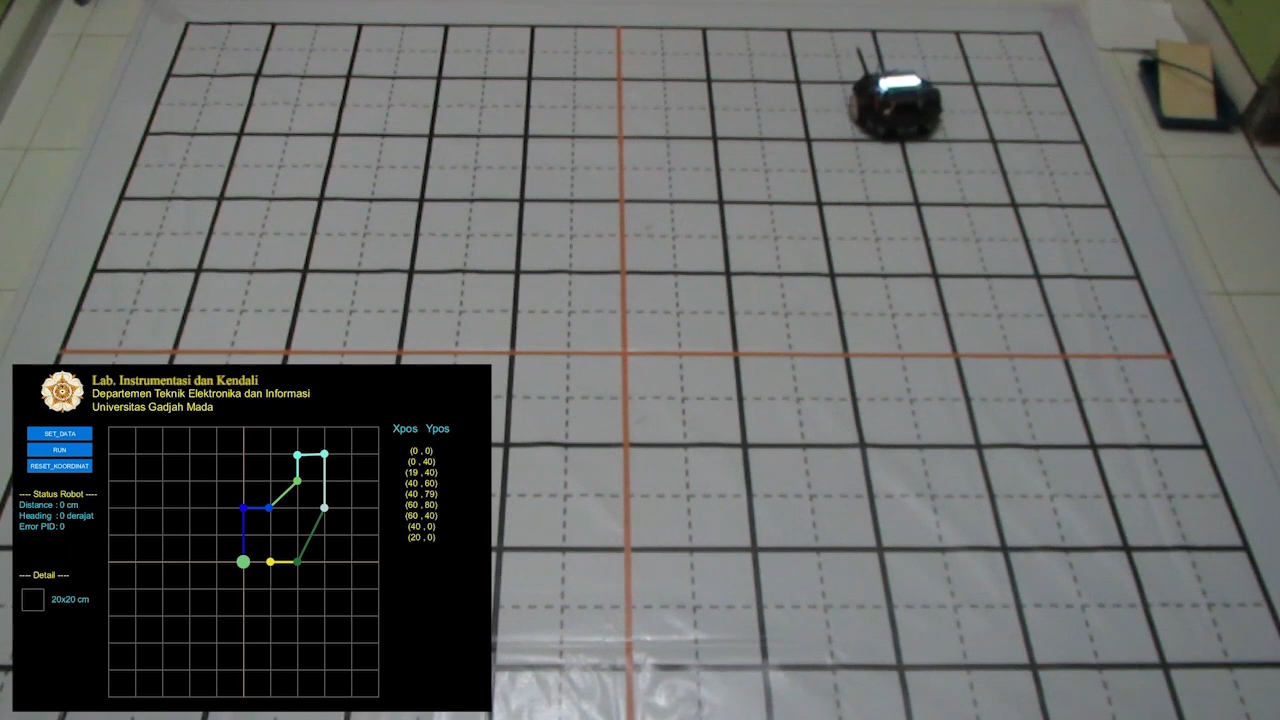 Lab. Instrumentasi dan Kendali
Departemen Teknik Elektronika dan Informasi
Universitas Gadjah Mada
SET_DATA
RUN
RESET_KOORDINAT
---- Status Robot ----
Distance : 0 cm
Heading : 0 derajat
Error PID: 0
---- Detail ----
20x20 cm
Xpos Ypos
(0 , 0)
(0 , 40)
(19 , 40)
(40 , 60)
(40 , 79)
(60 , 80)
(60 , 40)
(40 , 0)
(20 , 0)